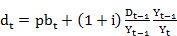 dₜ = pbₜ + (1 + i) Dₜ₋₁/Yₜ₋₁ Yₜ₋₁/Yₜ